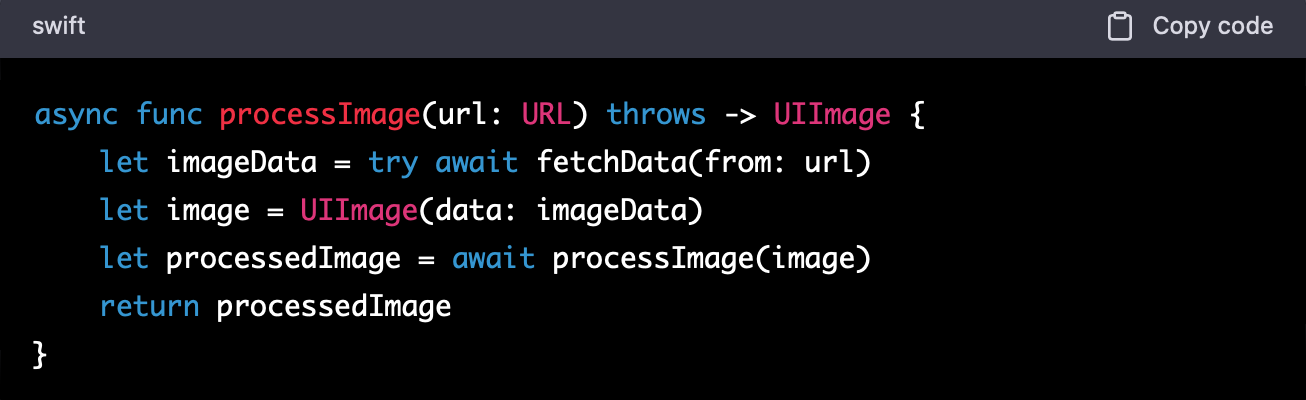 swift
Copy code
async func processImage(url: URL) throws -> UIImage {
    let imageData = try await fetchData(from: url)
    let image = UIImage(data: imageData)
    let processedImage = await processImage(image)
    return processedImage
}